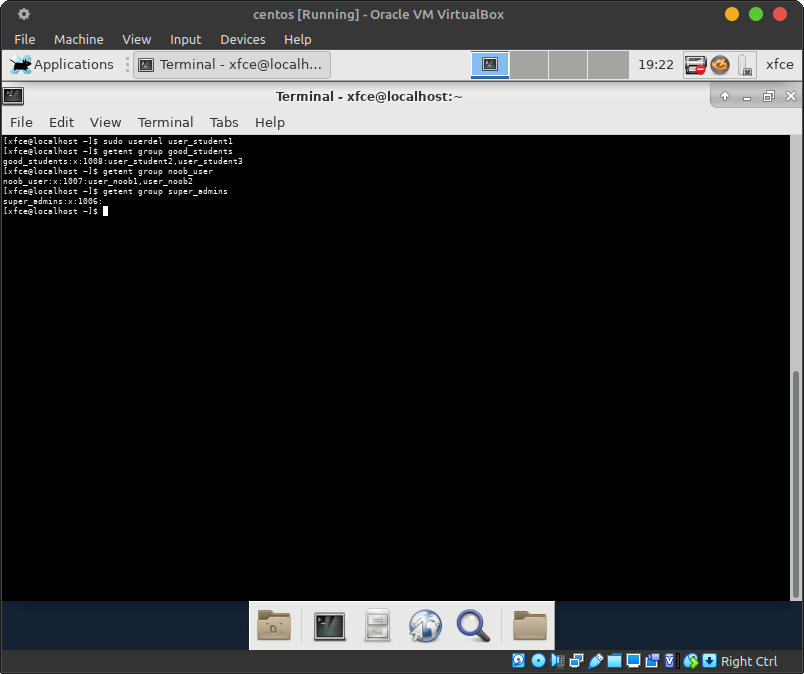 centos [Running] - Oracle VM VirtualBox
File Machine View Input Devices Help
Applications Terminal - xfce@localh... 19:22 xfce
Terminal - xfce@localhost:~
File Edit View Terminal Tabs Help
[xfce@localhost ~]$ sudo userdel user_student1
[xfce@localhost ~]$ getent group good_students
good_students:x:1008:user_student2,user_student3
[xfce@localhost ~]$ getent group noob_user
noob_user:x:1007:user_noob1,user_noob2
[xfce@localhost ~]$ getent group super_admins
super_admins:x:1006:
[xfce@localhost ~]$
Right Ctrl